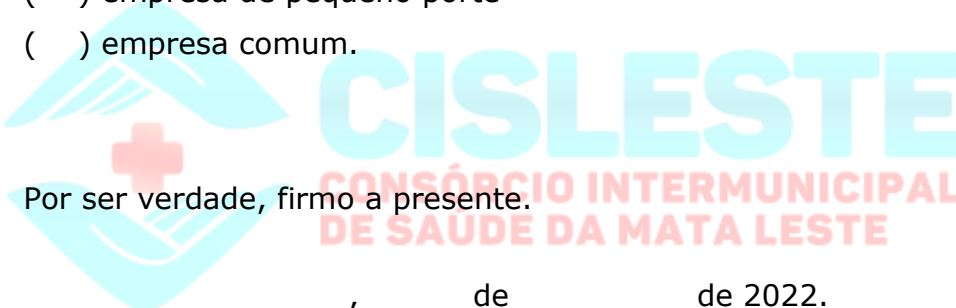 ( ) empresa de pequeno porte
( ) empresa comum.
CISLESTE
Por ser verdade, firmo a presente.
CONSÓRCIO INTERMUNICIPAL
DE SAÚDE DA MATA LESTE
, de de 2022.